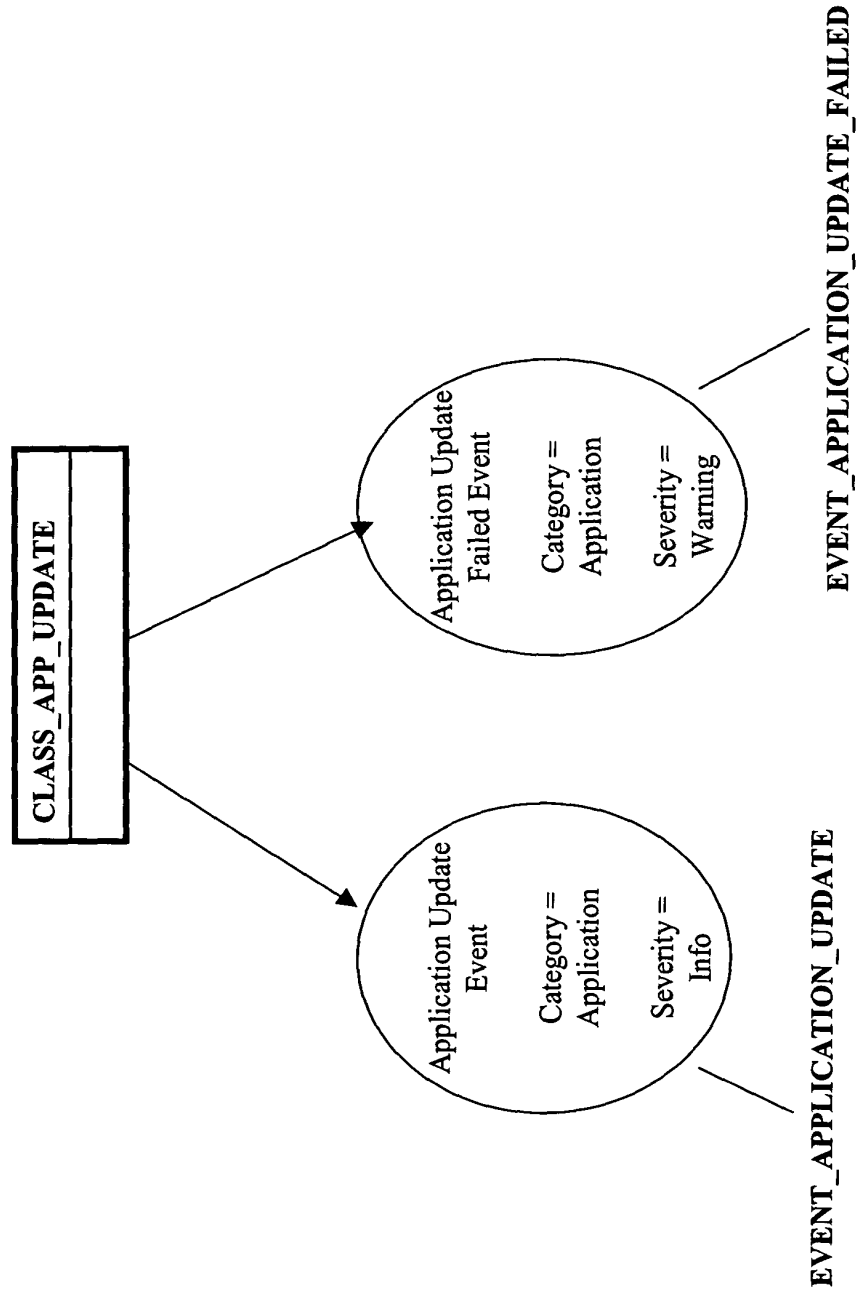 CLASS_APP_UPDATE
Application Update
Event
Category =
Application
Severity =
Info
EVENT_APPLICATION_UPDATE
Application Update
Failed Event
Category =
Application
Severity =
Warning
EVENT_APPLICATION_UPDATE_FAILED